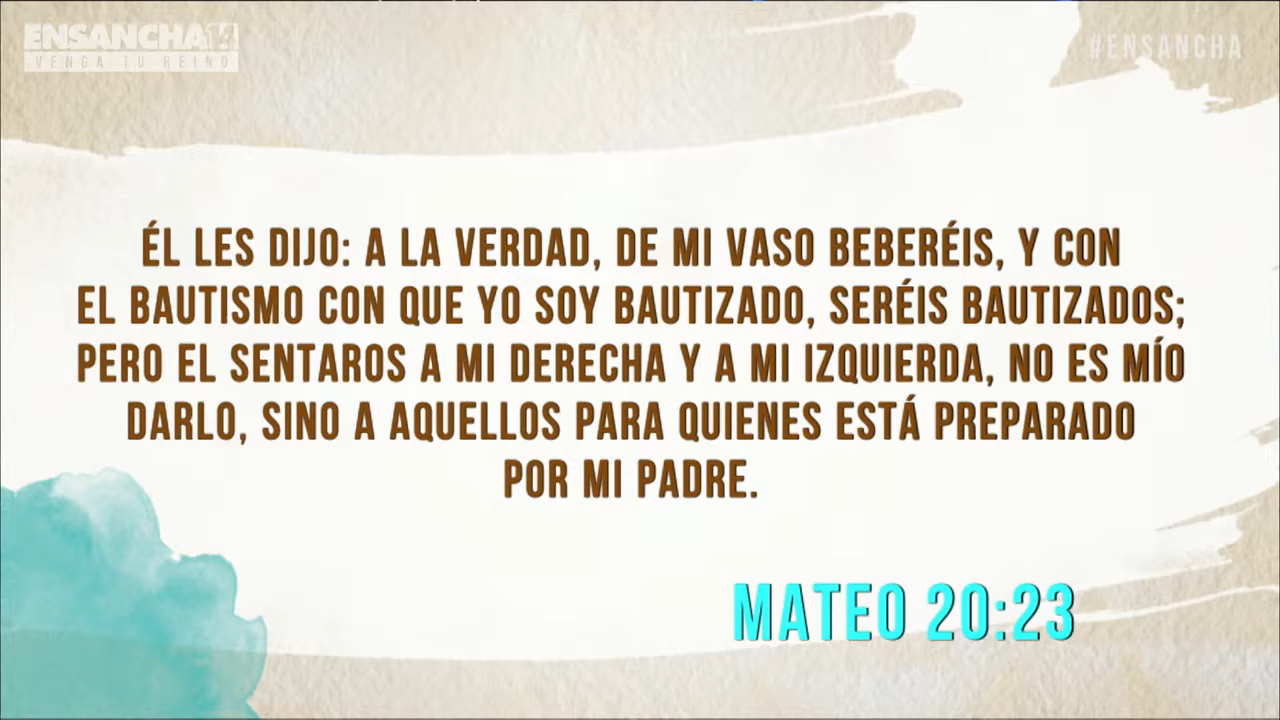 ENSANCHA14
VENGA TU REINO
#ENSANCHA
ÉL LES DIJO: A LA VERDAD, DE MI VASO BEBERÉIS, Y CON
EL BAUTISMO CON QUE YO SOY BAUTIZADO, SERÉIS BAUTIZADOS;
PERO EL SENTAROS A MI DERECHA Y A MI IZQUIERDA, NO ES MÍO
DARLO, SINO A AQUELLOS PARA QUIENES ESTÁ PREPARADO
POR MI PADRE.
MATEO 20:23